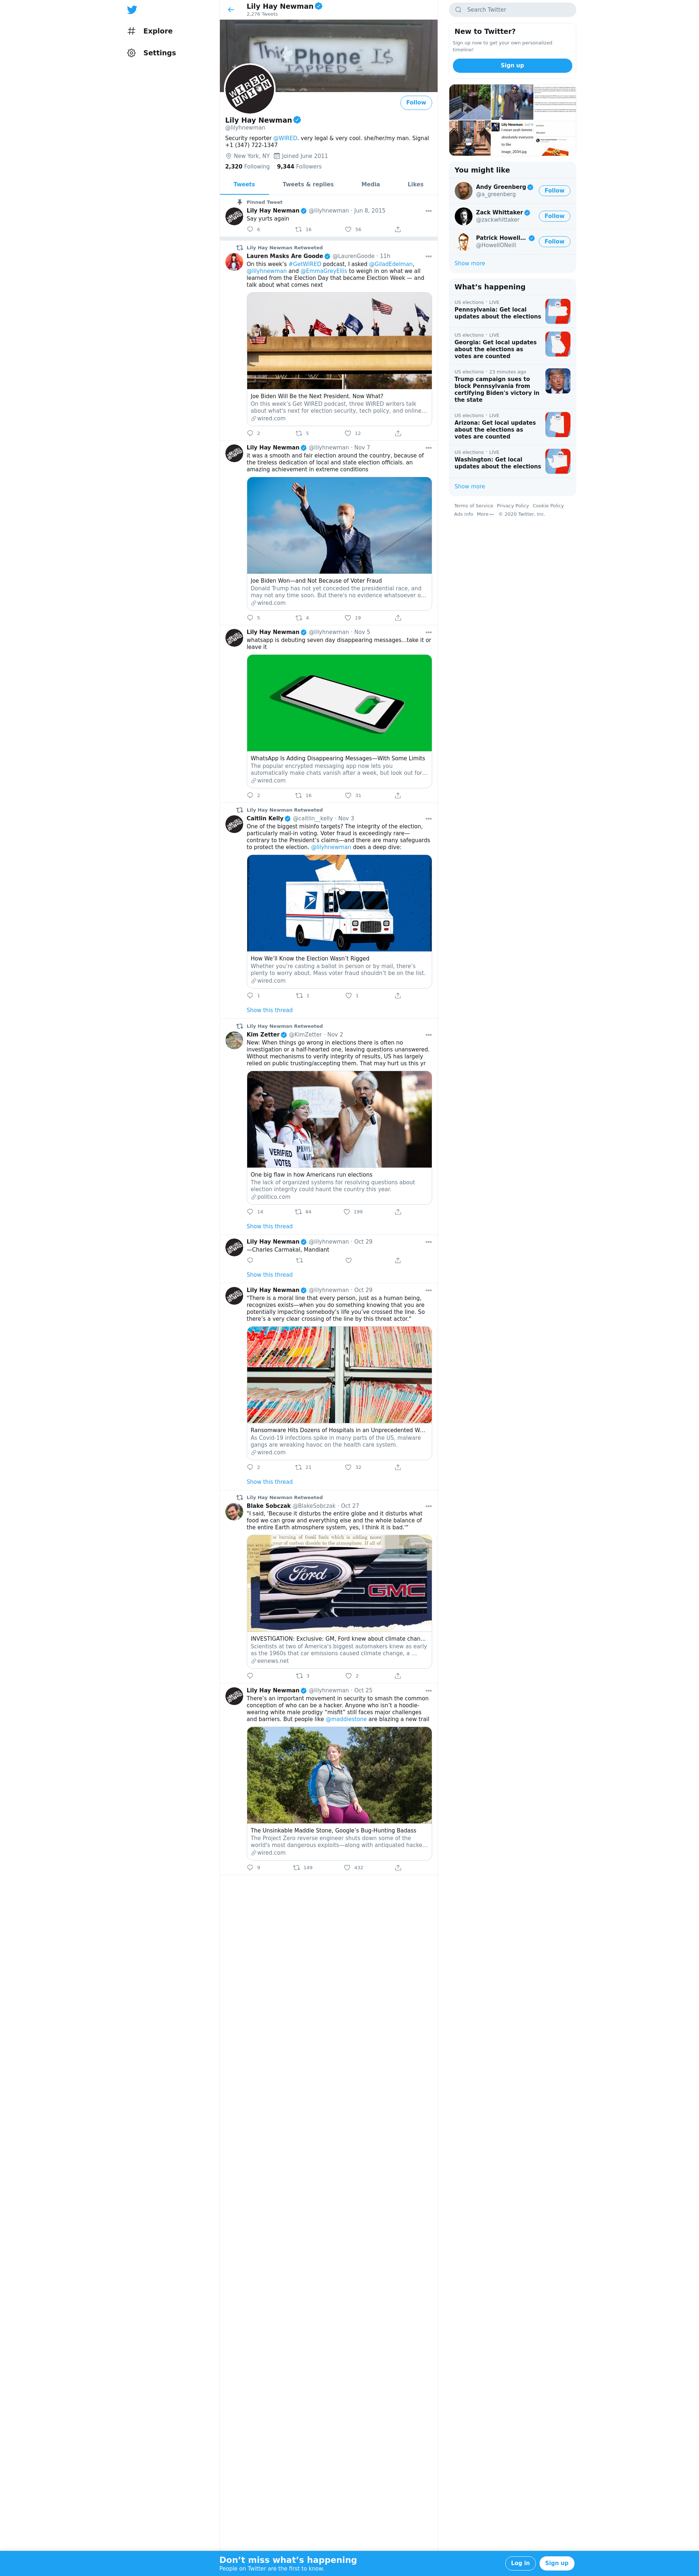 Explore
Settings
Lily Hay Newman
2,276 Tweets
This Phone Is
TAPPED
WIRED
UNION
Follow
Lily Hay Newman
@lilyhnewman
Security reporter @WIRED. very legal & very cool. she/her/my man. Signal
+1 (347) 722-1347
New York, NY Joined June 2011
2,320 Following 9,344 Followers
Tweets Tweets & replies Media Likes
Pinned Tweet
Lily Hay Newman @lilyhnewman · Jun 8, 2015
Say yurts again
6 16 56
Lily Hay Newman Retweeted
Lauren Masks Are Goode @LaurenGoode · 11h
On this week's #GetWIRED podcast, I asked @GiladEdelman,
@lilyhnewman and @EmmaGreyEllis to weigh in on what we all
learned from the Election Day that became Election Week — and
talk about what comes next
Joe Biden Will Be the Next President. Now What?
On this week's Get WIRED podcast, three WIRED writers talk
about what's next for election security, tech policy, and online...
wired.com
2 5 12
Lily Hay Newman @lilyhnewman · Nov 7
it was a smooth and fair election around the country, because of
the tireless dedication of local and state election officials. an
amazing achievement in extreme conditions
Joe Biden Won—and Not Because of Voter Fraud
Donald Trump has not yet conceded the presidential race, and
may not any time soon. But there's no evidence whatsoever o...
wired.com
5 4 19
Lily Hay Newman @lilyhnewman · Nov 5
whatsapp is debuting seven day disappearing messages...take it or
leave it
WhatsApp Is Adding Disappearing Messages—With Some Limits
The popular encrypted messaging app now lets you
automatically make chats vanish after a week, but look out for...
wired.com
2 16 31
Lily Hay Newman Retweeted
Caitlin Kelly @caitlin__kelly · Nov 3
One of the biggest misinfo targets? The integrity of the election,
particularly mail-in voting. Voter fraud is exceedingly rare—
contrary to the President's claims—and there are many safeguards
to protect the election. @lilyhnewman does a deep dive:
How We'll Know the Election Wasn't Rigged
Whether you're casting a ballot in person or by mail, there's
plenty to worry about. Mass voter fraud shouldn't be on the list.
wired.com
1 1 1
Show this thread
Lily Hay Newman Retweeted
Kim Zetter @KimZetter · Nov 2
New: When things go wrong in elections there is often no
investigation or a half-hearted one, leaving questions unanswered.
Without mechanisms to verify integrity of results, US has largely
relied on public trusting/accepting them. That may hurt us this yr
VERIFIED
VOTES
One big flaw in how Americans run elections
The lack of organized systems for resolving questions about
election integrity could haunt the country this year.
politico.com
14 84 199
Show this thread
Lily Hay Newman @lilyhnewman · Oct 29
—Charles Carmakal, Mandiant
Show this thread
Lily Hay Newman @lilyhnewman · Oct 29
"There is a moral line that every person, just as a human being,
recognizes exists—when you do something knowing that you are
potentially impacting somebody's life you've crossed the line. So
there's a very clear crossing of the line by this threat actor."
Ransomware Hits Dozens of Hospitals in an Unprecedented W...
As Covid-19 infections spike in many parts of the US, malware
gangs are wreaking havoc on the health care system.
wired.com
2 21 32
Show this thread
Lily Hay Newman Retweeted
Blake Sobczak @BlakeSobczak · Oct 27
"I said, 'Because it disturbs the entire globe and it disturbs what
food we can grow and everything else and the whole balance of
the entire Earth atmosphere system, yes, I think it is bad.'"
Ford
GMC
INVESTIGATION: Exclusive: GM, Ford knew about climate chan...
Scientists at two of America's biggest automakers knew as early
as the 1960s that car emissions caused climate change, a ...
eenews.net
3 2
Lily Hay Newman @lilyhnewman · Oct 25
There's an important movement in security to smash the common
conception of who can be a hacker. Anyone who isn't a hoodie-
wearing white male prodigy "misfit" still faces major challenges
and barriers. But people like @maddiestone are blazing a new trail
The Unsinkable Maddie Stone, Google's Bug-Hunting Badass
The Project Zero reverse engineer shuts down some of the
world's most dangerous exploits—along with antiquated hacke...
wired.com
9 149 432
Search Twitter
New to Twitter?
Sign up now to get your own personalized
timeline!
Sign up
You might like
Andy Greenberg
@a_greenberg
Follow
Zack Whittaker
@zackwhittaker
Follow
Patrick Howell...
@HowellONeill
Follow
Show more
What's happening
US elections · LIVE
Pennsylvania: Get local
updates about the elections
US elections · LIVE
Georgia: Get local updates
about the elections as
votes are counted
US elections · 23 minutes ago
Trump campaign sues to
block Pennsylvania from
certifying Biden's victory in
the state
US elections · LIVE
Arizona: Get local updates
about the elections as
votes are counted
US elections · LIVE
Washington: Get local
updates about the elections
Show more
Terms of Service Privacy Policy Cookie Policy
Ads info More © 2020 Twitter, Inc.
Don't miss what's happening
People on Twitter are the first to know.
Log in Sign up